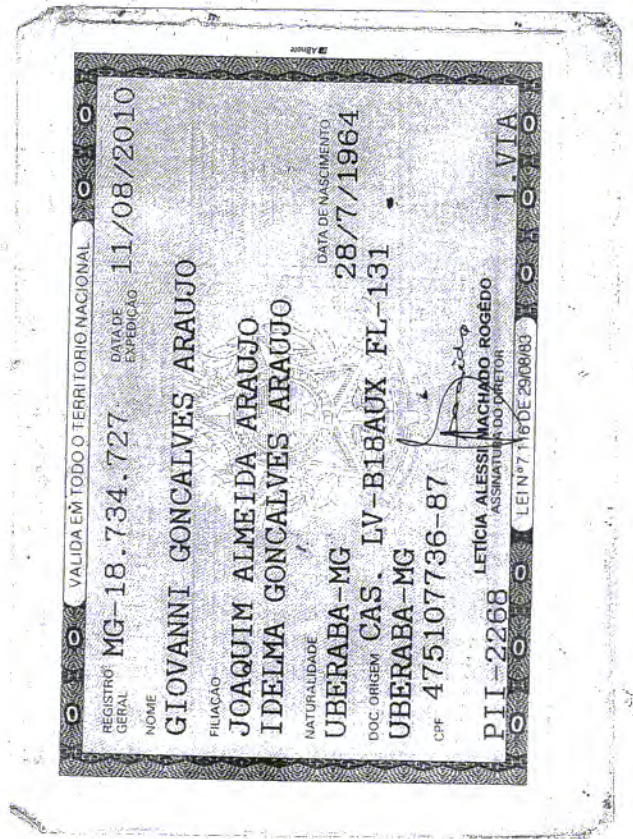 ABnote
VALIDA EM TODO O TERRITORIO NACIONAL
REGISTRO GERAL MG-18.734.727 DATA DE EXPEDIÇÃO 11/08/2010
NOME
GIOVANNI GONCALVES ARAUJO
FILIAÇÃO
JOAQUIM ALMEIDA ARAUJO
IDELMA GONCALVES ARAUJO
NATURALIDADE DATA DE NASCIMENTO
UBERABA-MG 28/7/1964
DOC. ORIGEM CAS. LV-B18AUX FL-131
UBERABA-MG
CPF 475107736-87
PII-2268 LETÍCIA ALESSI MACHADO ROGÊDO 1.VIA
ASSINATURA DO DIRETOR
LEI Nº 7.116 DE 29/08/83